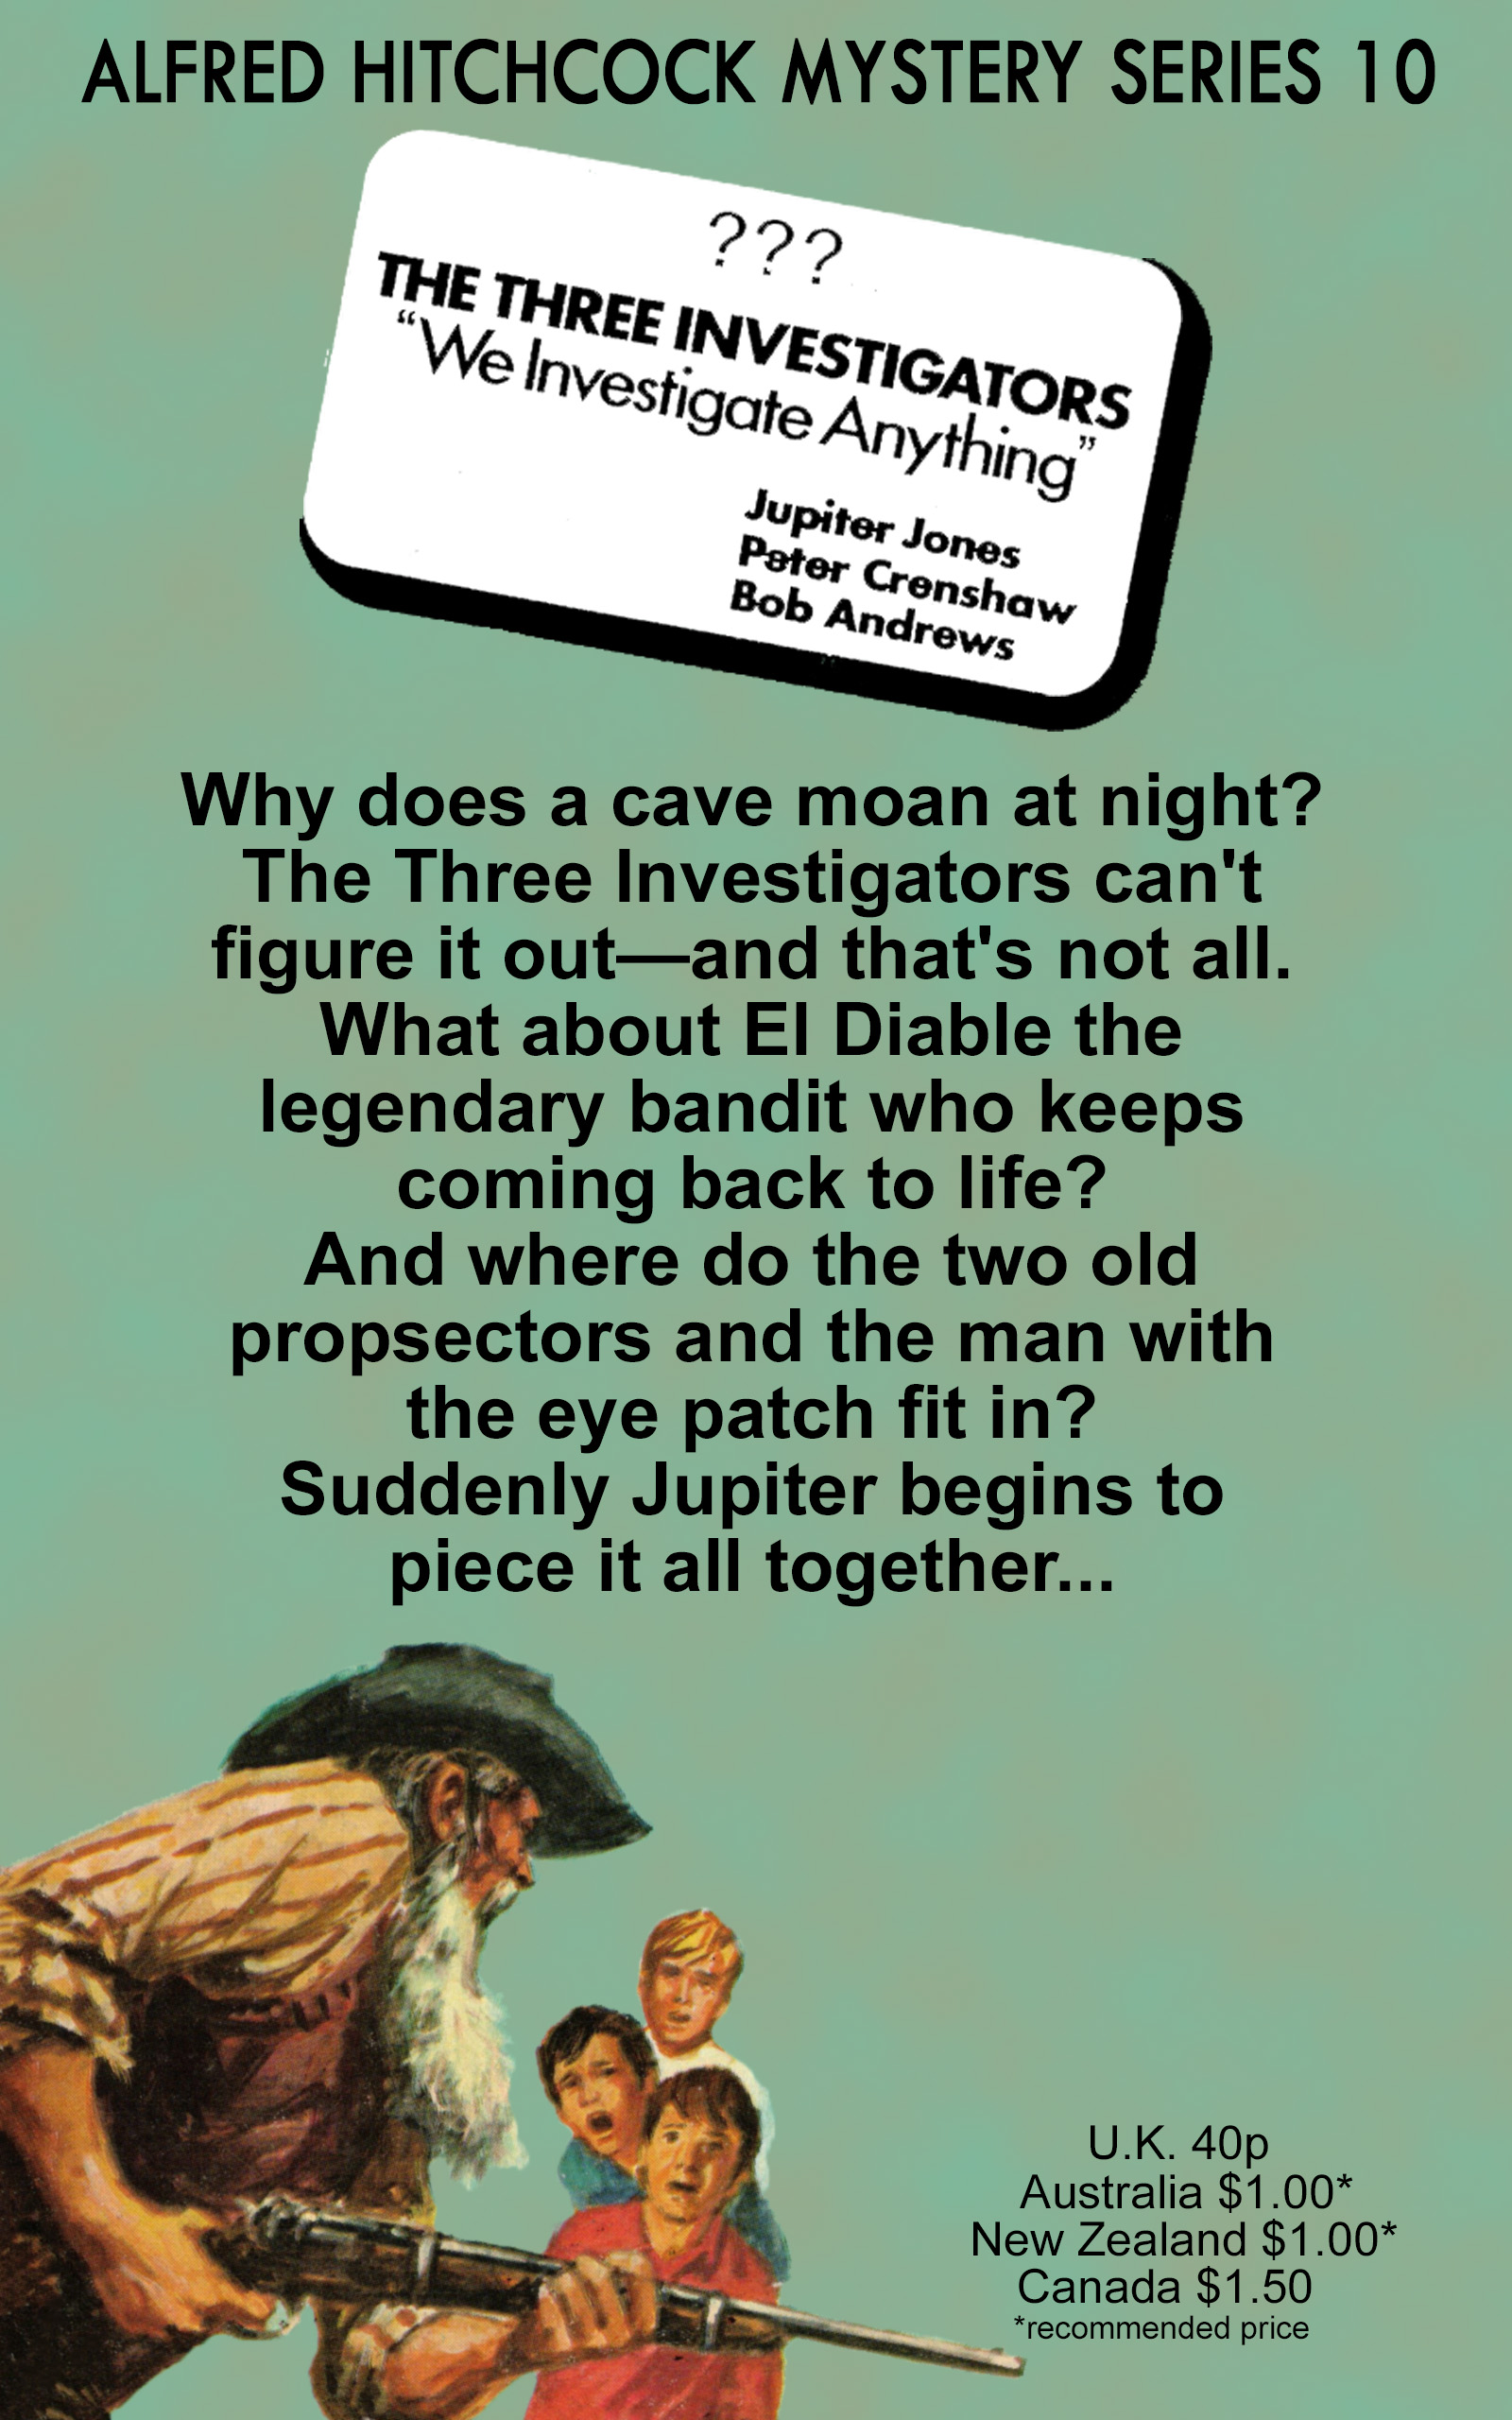 ALFRED HITCHCOCK MYSTERY SERIES 10
???
THE THREE INVESTIGATORS
“We Investigate Anything”
Jupiter Jones
Peter Crenshaw
Bob Andrews
Why does a cave moan at night?
The Three Investigators can't
figure it out—and that's not all.
What about El Diable the
legendary bandit who keeps
coming back to life?
And where do the two old
propsectors and the man with
the eye patch fit in?
Suddenly Jupiter begins to
piece it all together...
U.K. 40p
Australia $1.00*
New Zealand $1.00*
Canada $1.50
*recommended price